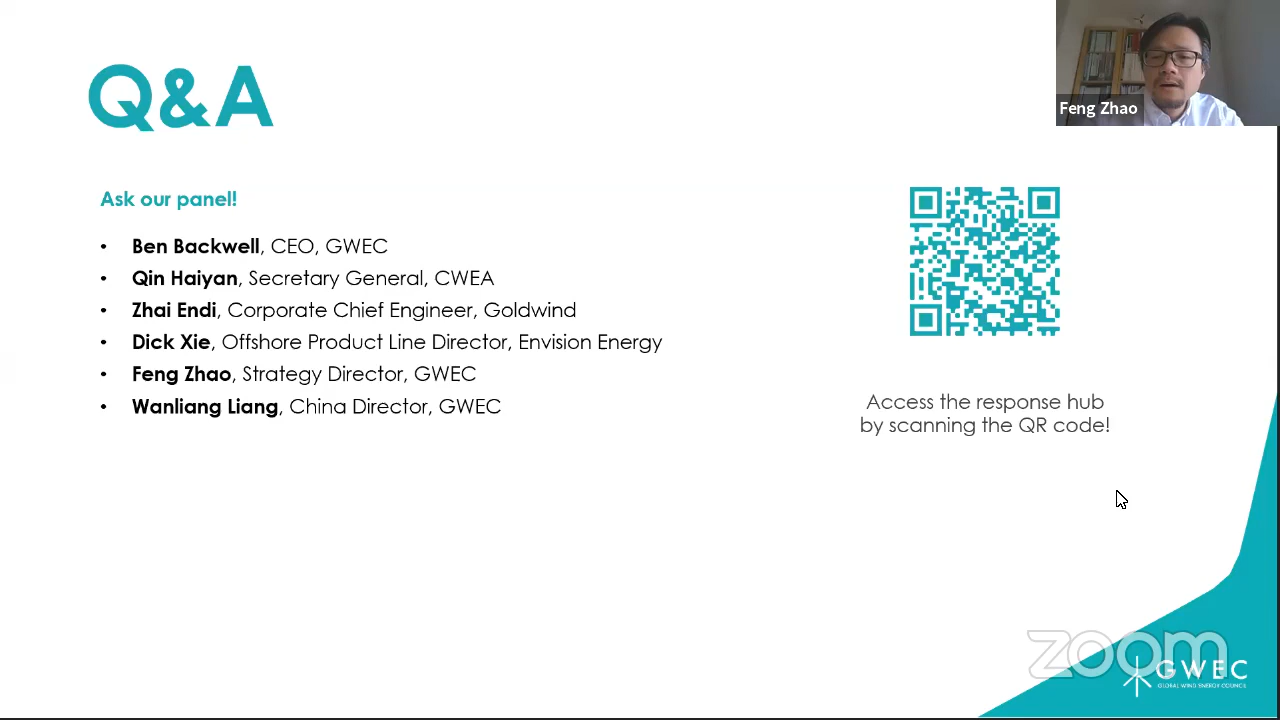 Q&A
Feng Zhao
Ask our panel!
• Ben Backwell, CEO, GWEC
• Qin Haiyan, Secretary General, CWEA
• Zhai Endi, Corporate Chief Engineer, Goldwind
• Dick Xie, Offshore Product Line Director, Envision Energy
• Feng Zhao, Strategy Director, GWEC
• Wanliang Liang, China Director, GWEC
Access the response hub
by scanning the QR code!
zoom
GWEC
GLOBAL WIND ENERGY COUNCIL